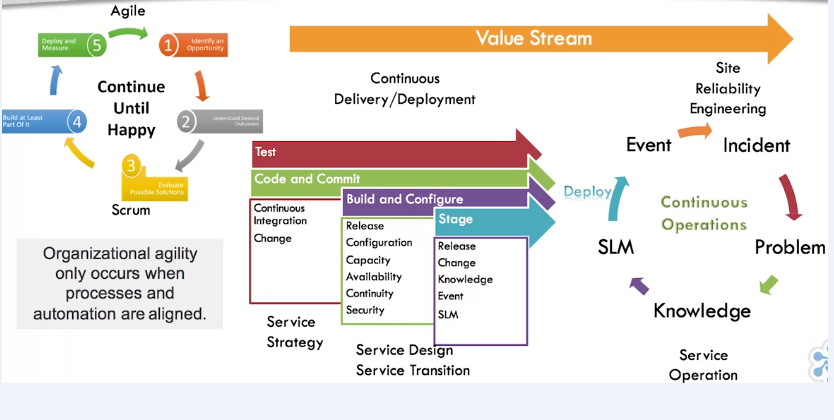 Agile
5
Deploy and
Measure
1
Identify an
Opportunity
Continue
Until
Happy
4
Build at Least
Part Of It
2
Understand Desired
Outcomes
3
Evaluate
Possible Solutions
Scrum
Organizational agility
only occurs when
processes and
automation are aligned.
Value Stream
Continuous
Delivery/Deployment
Test
Code and Commit
Build and Configure
Stage
Continuous
Integration
Change
Release
Configuration
Capacity
Availability
Continuity
Security
Release
Change
Knowledge
Event
SLM
Service
Strategy
Service Design
Service Transition
Deploy
Site
Reliability
Engineering
Event
Incident
Continuous
Operations
SLM
Problem
Knowledge
Service
Operation